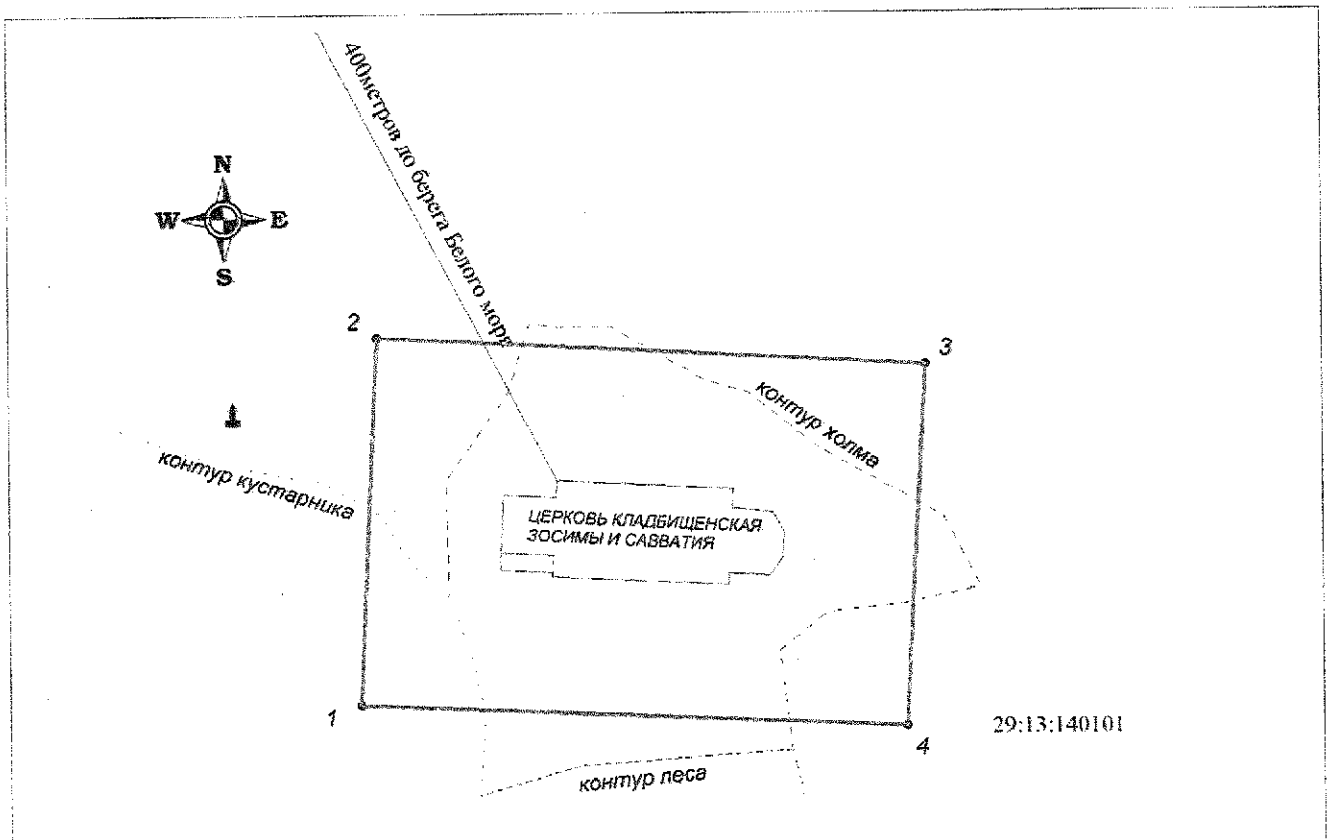 400метров до берега Белого моря
N
W E
S
2
3
контур холма
контур кустарника
ЦЕРКОВЬ КЛАДБИЩЕНСКАЯ
ЗОСИМЫ И САВВАТИЯ
1
29:13:140101
4
контур леса